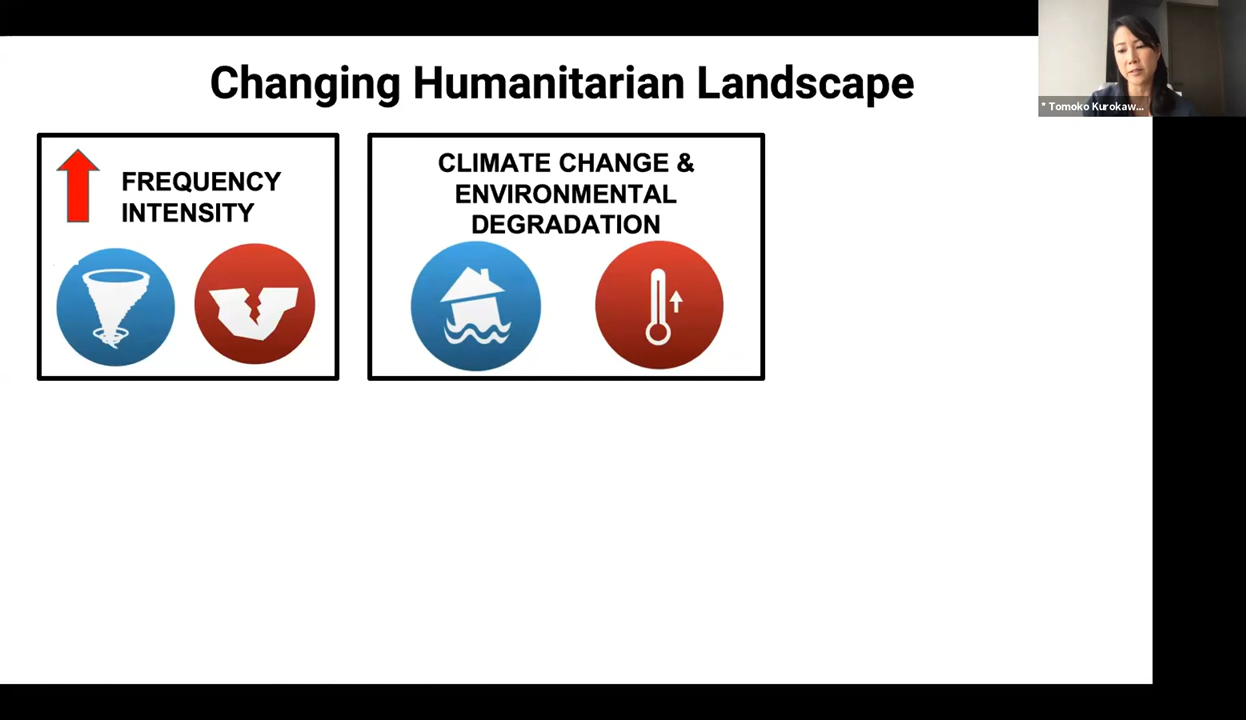 Changing Humanitarian Landscape
* Tomoko Kurokaw...
FREQUENCY
INTENSITY
CLIMATE CHANGE &
ENVIRONMENTAL
DEGRADATION